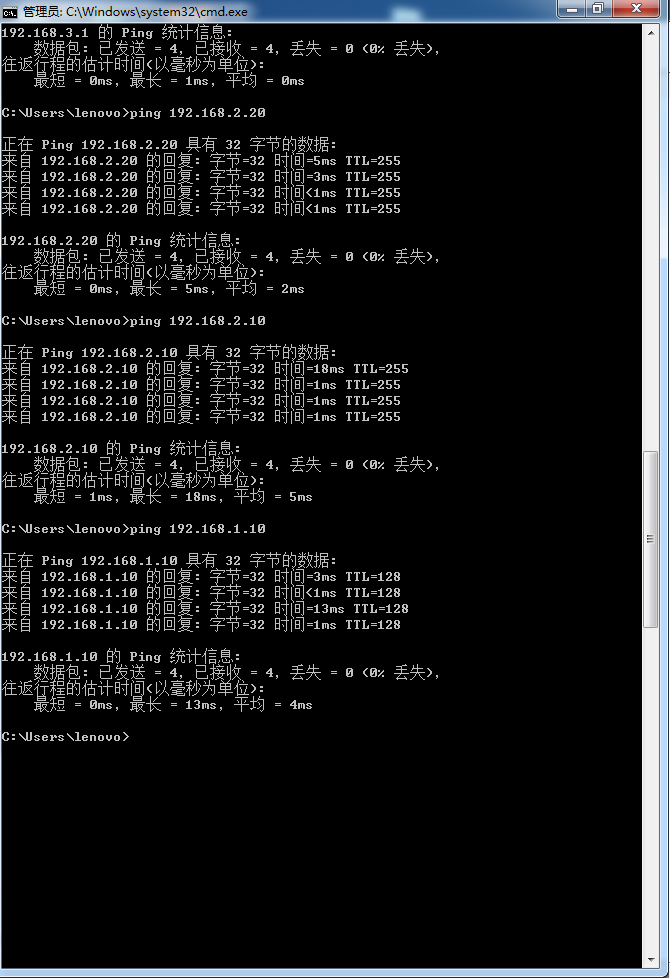 管理员: C:\Windows\system32\cmd.exe
192.168.3.1 的 Ping 统计信息:
数据包: 已发送 = 4, 已接收 = 4, 丢失 = 0 (0% 丢失),
往返行程的估计时间(以毫秒为单位):
最短 = 0ms, 最长 = 1ms, 平均 = 0ms
C:\Users\lenovo>ping 192.168.2.20
正在 Ping 192.168.2.20 具有 32 字节的数据:
来自 192.168.2.20 的回复: 字节=32 时间=5ms TTL=255
来自 192.168.2.20 的回复: 字节=32 时间=3ms TTL=255
来自 192.168.2.20 的回复: 字节=32 时间<1ms TTL=255
来自 192.168.2.20 的回复: 字节=32 时间<1ms TTL=255
192.168.2.20 的 Ping 统计信息:
数据包: 已发送 = 4, 已接收 = 4, 丢失 = 0 (0% 丢失),
往返行程的估计时间(以毫秒为单位):
最短 = 0ms, 最长 = 5ms, 平均 = 2ms
C:\Users\lenovo>ping 192.168.2.10
正在 Ping 192.168.2.10 具有 32 字节的数据:
来自 192.168.2.10 的回复: 字节=32 时间=18ms TTL=255
来自 192.168.2.10 的回复: 字节=32 时间=1ms TTL=255
来自 192.168.2.10 的回复: 字节=32 时间=1ms TTL=255
来自 192.168.2.10 的回复: 字节=32 时间=1ms TTL=255
192.168.2.10 的 Ping 统计信息:
数据包: 已发送 = 4, 已接收 = 4, 丢失 = 0 (0% 丢失),
往返行程的估计时间(以毫秒为单位):
最短 = 1ms, 最长 = 18ms, 平均 = 5ms
C:\Users\lenovo>ping 192.168.1.10
正在 Ping 192.168.1.10 具有 32 字节的数据:
来自 192.168.1.10 的回复: 字节=32 时间=3ms TTL=128
来自 192.168.1.10 的回复: 字节=32 时间<1ms TTL=128
来自 192.168.1.10 的回复: 字节=32 时间=13ms TTL=128
来自 192.168.1.10 的回复: 字节=32 时间=1ms TTL=128
192.168.1.10 的 Ping 统计信息:
数据包: 已发送 = 4, 已接收 = 4, 丢失 = 0 (0% 丢失),
往返行程的估计时间(以毫秒为单位):
最短 = 0ms, 最长 = 13ms, 平均 = 4ms
C:\Users\lenovo>